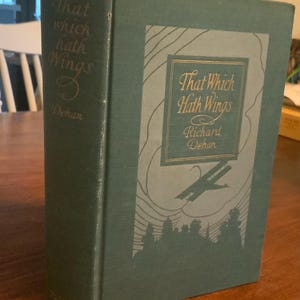 That
which
hath
Wings
Dehan
That Which
Hath Wings
Richard
Dehan